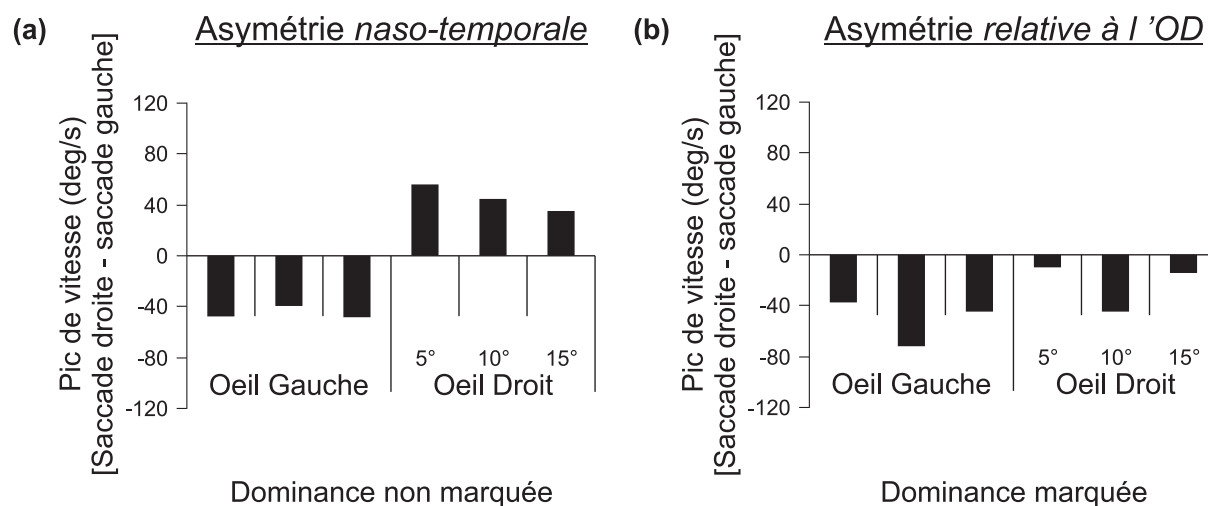 (a)
Asymétrie naso-temporale
Pic de vitesse (deg/s)
[Saccade droite - saccade gauche]
120
80
40
0
-40
-80
-120
5° 10° 15°
Oeil Gauche Oeil Droit
Dominance non marquée
(b)
Asymétrie relative à l 'OD
Pic de vitesse (deg/s)
[Saccade droite - saccade gauche]
120
80
40
0
-40
-80
-120
5° 10° 15°
Oeil Gauche Oeil Droit
Dominance marquée